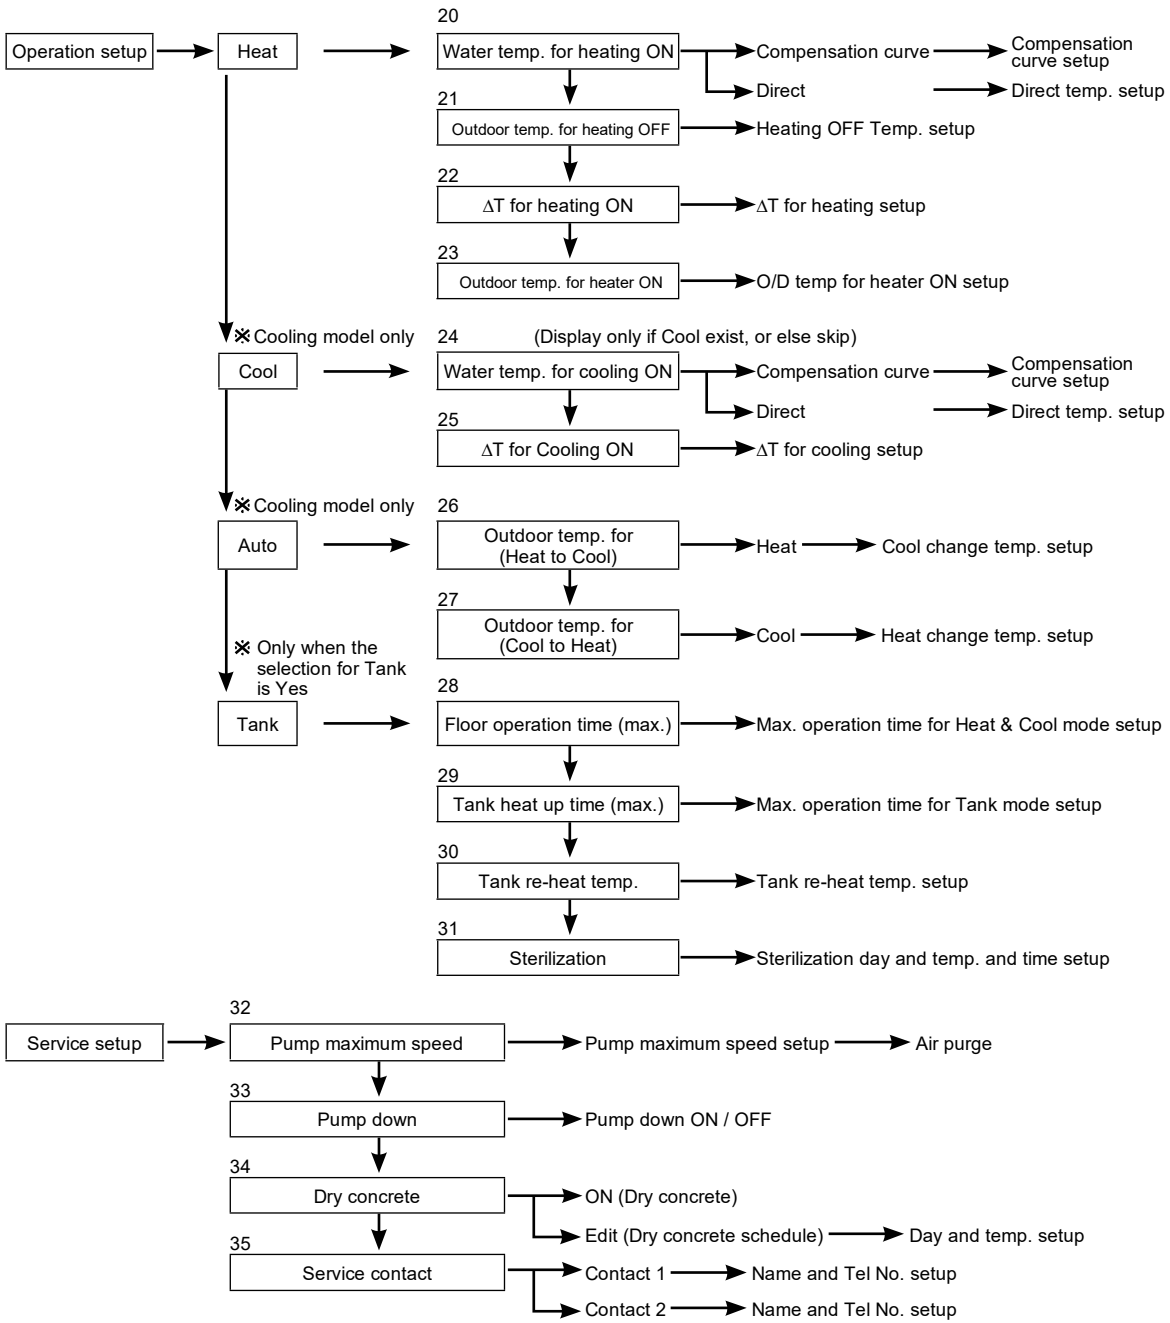 20
Operation setup
Heat
Water temp. for heating ON
Compensation curve
Compensation
curve setup
Direct
Direct temp. setup
21
Outdoor temp. for heating OFF
Heating OFF Temp. setup
22
ΔT for heating ON
ΔT for heating setup
23
Outdoor temp. for heater ON
O/D temp for heater ON setup
※ Cooling model only
24
(Display only if Cool exist, or else skip)
Cool
Water temp. for cooling ON
Compensation curve
Compensation
curve setup
Direct
Direct temp. setup
25
ΔT for Cooling ON
ΔT for cooling setup
※ Cooling model only
26
Auto
Outdoor temp. for
(Heat to Cool)
Heat
Cool change temp. setup
27
Outdoor temp. for
(Cool to Heat)
Cool
Heat change temp. setup
※ Only when the
selection for Tank
is Yes
28
Tank
Floor operation time (max.)
Max. operation time for Heat & Cool mode setup
29
Tank heat up time (max.)
Max. operation time for Tank mode setup
30
Tank re-heat temp.
Tank re-heat temp. setup
31
Sterilization
Sterilization day and temp. and time setup
32
Service setup
Pump maximum speed
Pump maximum speed setup
Air purge
33
Pump down
Pump down ON / OFF
34
Dry concrete
ON (Dry concrete)
Edit (Dry concrete schedule)
Day and temp. setup
35
Service contact
Contact 1
Name and Tel No. setup
Contact 2
Name and Tel No. setup